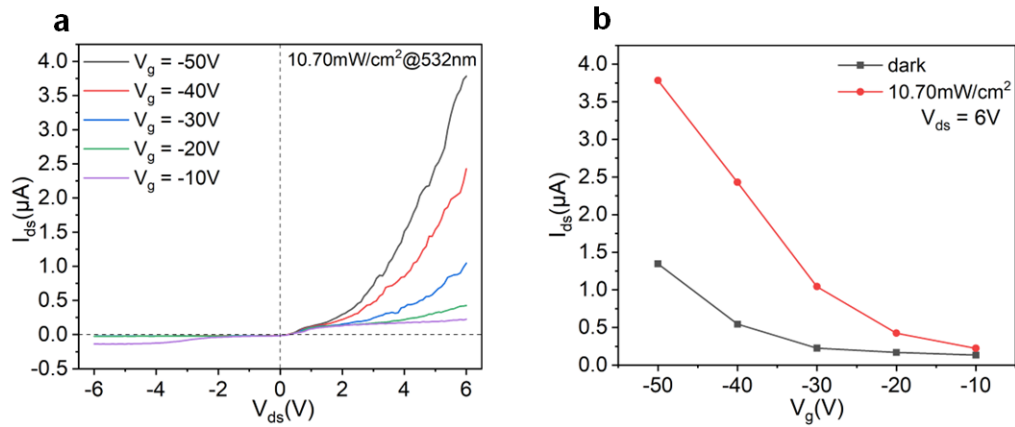 a
V_g = -50V
V_g = -40V
V_g = -30V
V_g = -20V
V_g = -10V
10.70mW/cm²@532nm
4.0
3.5
3.0
2.5
2.0
1.5
1.0
0.5
0.0
-0.5
I_ds(μA)
-6 -4 -2 0 2 4 6
V_ds(V)
b
dark
10.70mW/cm²
V_ds = 6V
4.0
3.5
3.0
2.5
2.0
1.5
1.0
0.5
0.0
I_ds(μA)
-50 -40 -30 -20 -10
V_g(V)